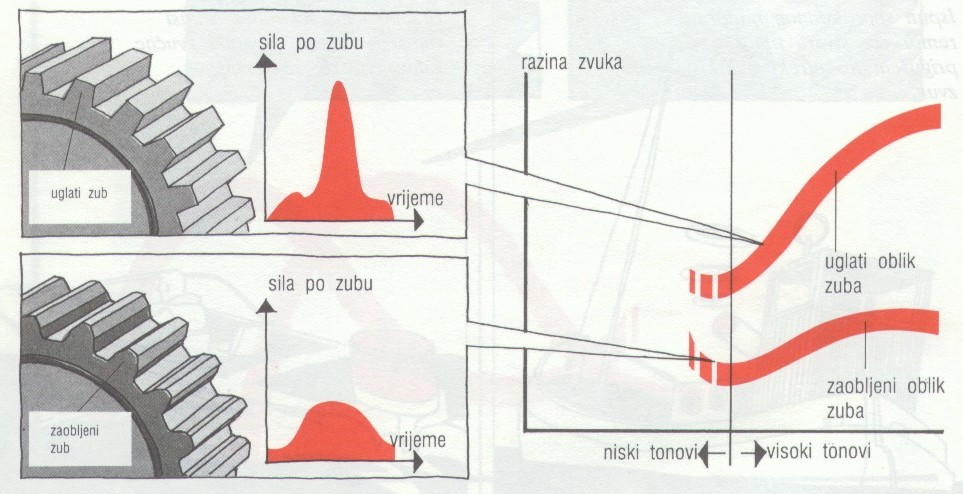 sila po zubu
vrijeme
uglati zub
sila po zubu
vrijeme
zaobljeni
zub
razina zvuka
uglati oblik
zuba
zaobljeni oblik
zuba
niski tonovi
visoki tonovi